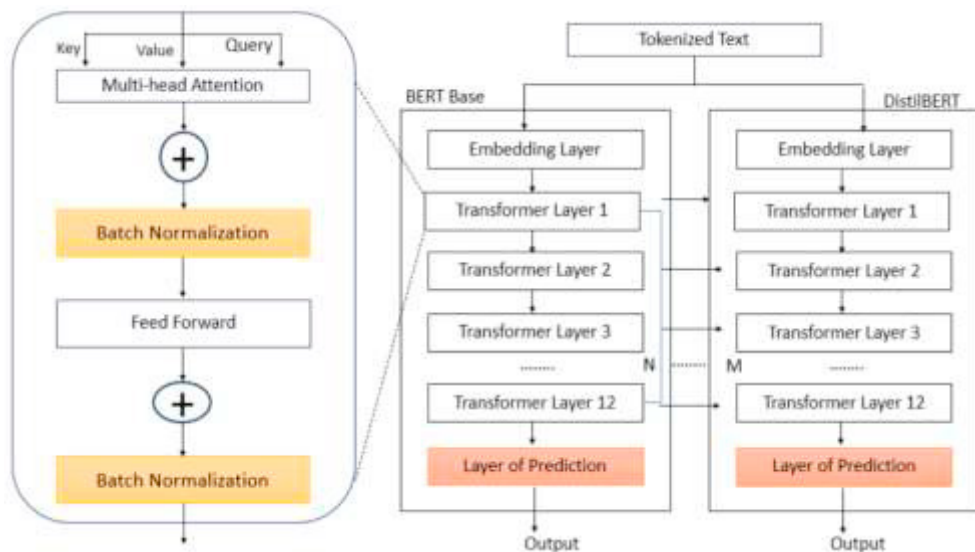 Key
Value
Query
Multi-head Attention
+
Batch Normalization
Feed Forward
+
Batch Normalization
Tokenized Text
BERT Base
Embedding Layer
Transformer Layer 1
Transformer Layer 2
Transformer Layer 3
........
N
Transformer Layer 12
Layer of Prediction
Output
........
DistilBERT
Embedding Layer
Transformer Layer 1
Transformer Layer 2
Transformer Layer 3
M
........
Transformer Layer 12
Layer of Prediction
Output